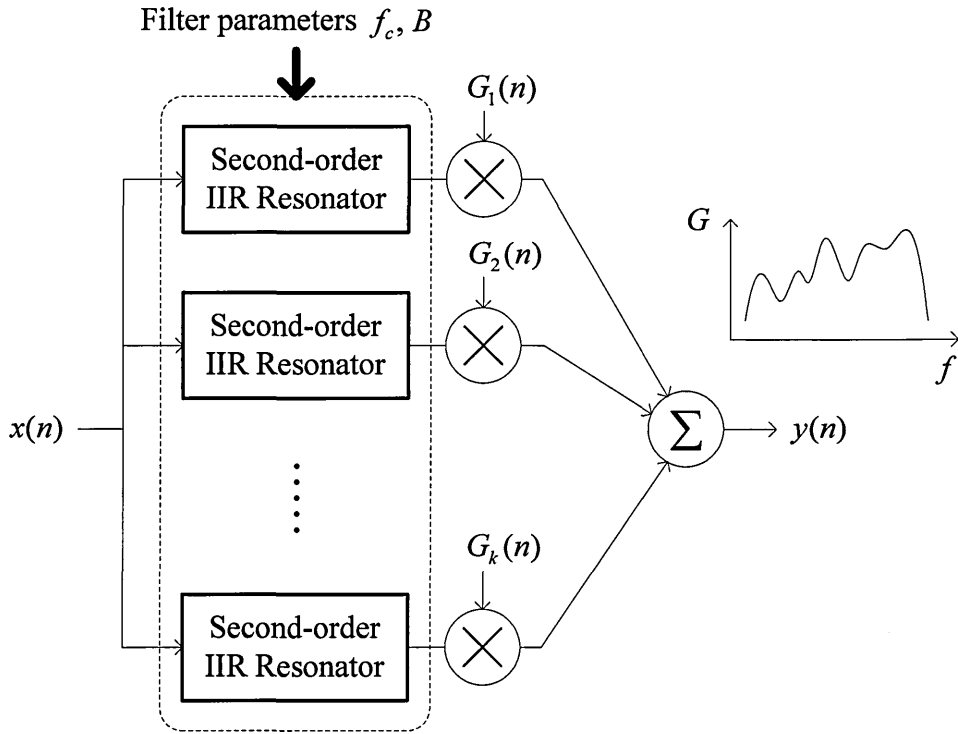 Filter parameters f_c, B
G_1(n)
Second-order
IIR Resonator
G_2(n)
Second-order
IIR Resonator
G
f
x(n)
Σ
y(n)
G_k(n)
Second-order
IIR Resonator